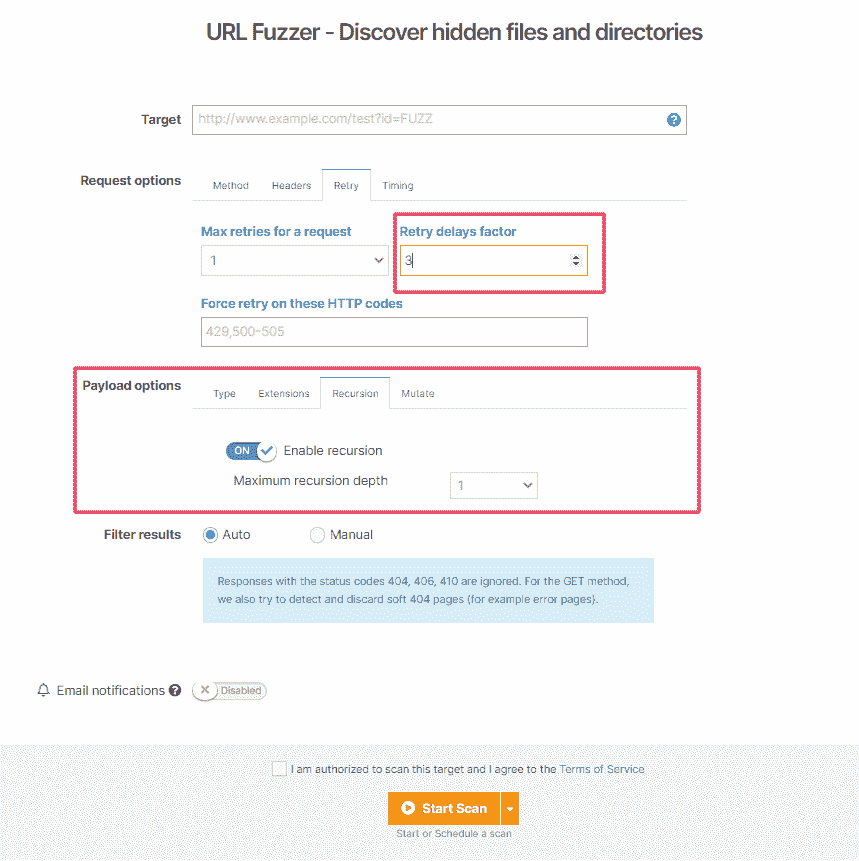 URL Fuzzer - Discover hidden files and directories
Target
http://www.example.com/test?id=FUZZ
?
Request options
Method Headers Retry Timing
Max retries for a request Retry delays factor
1 3
Force retry on these HTTP codes
429,500-505
Payload options
Type Extensions Recursion Mutate
ON Enable recursion
Maximum recursion depth
1
Filter results Auto Manual
Responses with the status codes 404, 406, 410 are ignored. For the GET method,
we also try to detect and discard soft 404 pages (for example error pages).
Email notifications ? Disabled
I am authorized to scan this target and I agree to the Terms of Service
Start Scan
Start or Schedule a scan